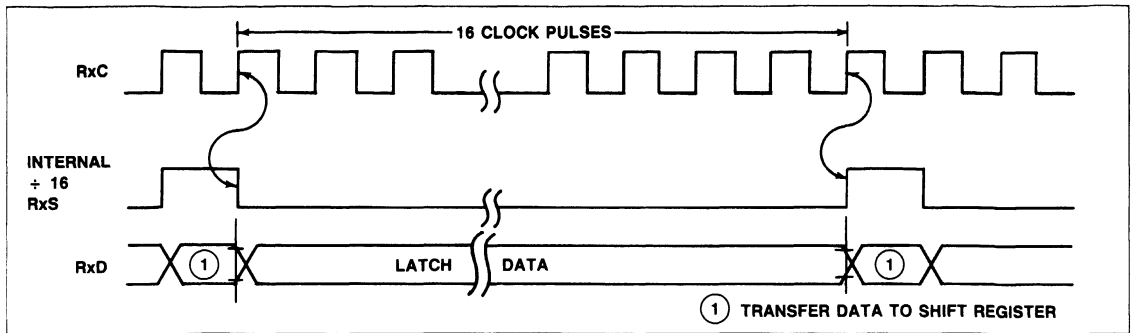 16 CLOCK PULSES
RxC
INTERNAL
÷ 16
RxS
RxD
1
LATCH DATA
1
1 TRANSFER DATA TO SHIFT REGISTER